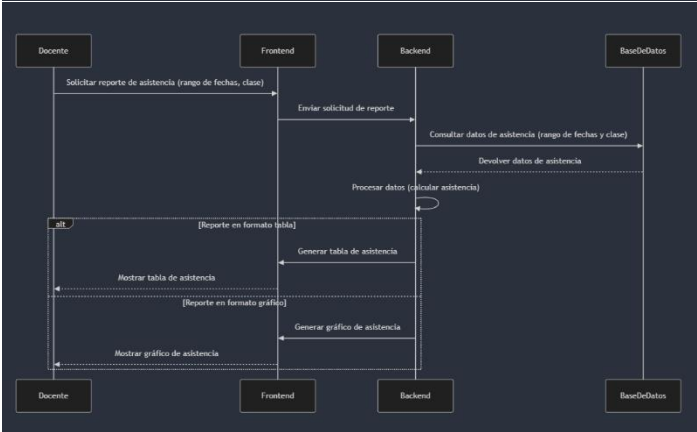 Docente
Frontend
Backend
BaseDeDatos
Solicitar reporte de asistencia (rango de fechas, clase)
Enviar solicitud de reporte
Consultar datos de asistencia (rango de fechas y clase)
Devolver datos de asistencia
Procesar datos (calcular asistencia)
alt
[Reporte en formato tabla]
Generar tabla de asistencia
Mostrar tabla de asistencia
[Reporte en formato gráfico]
Generar gráfico de asistencia
Mostrar gráfico de asistencia
Docente
Frontend
Backend
BaseDeDatos